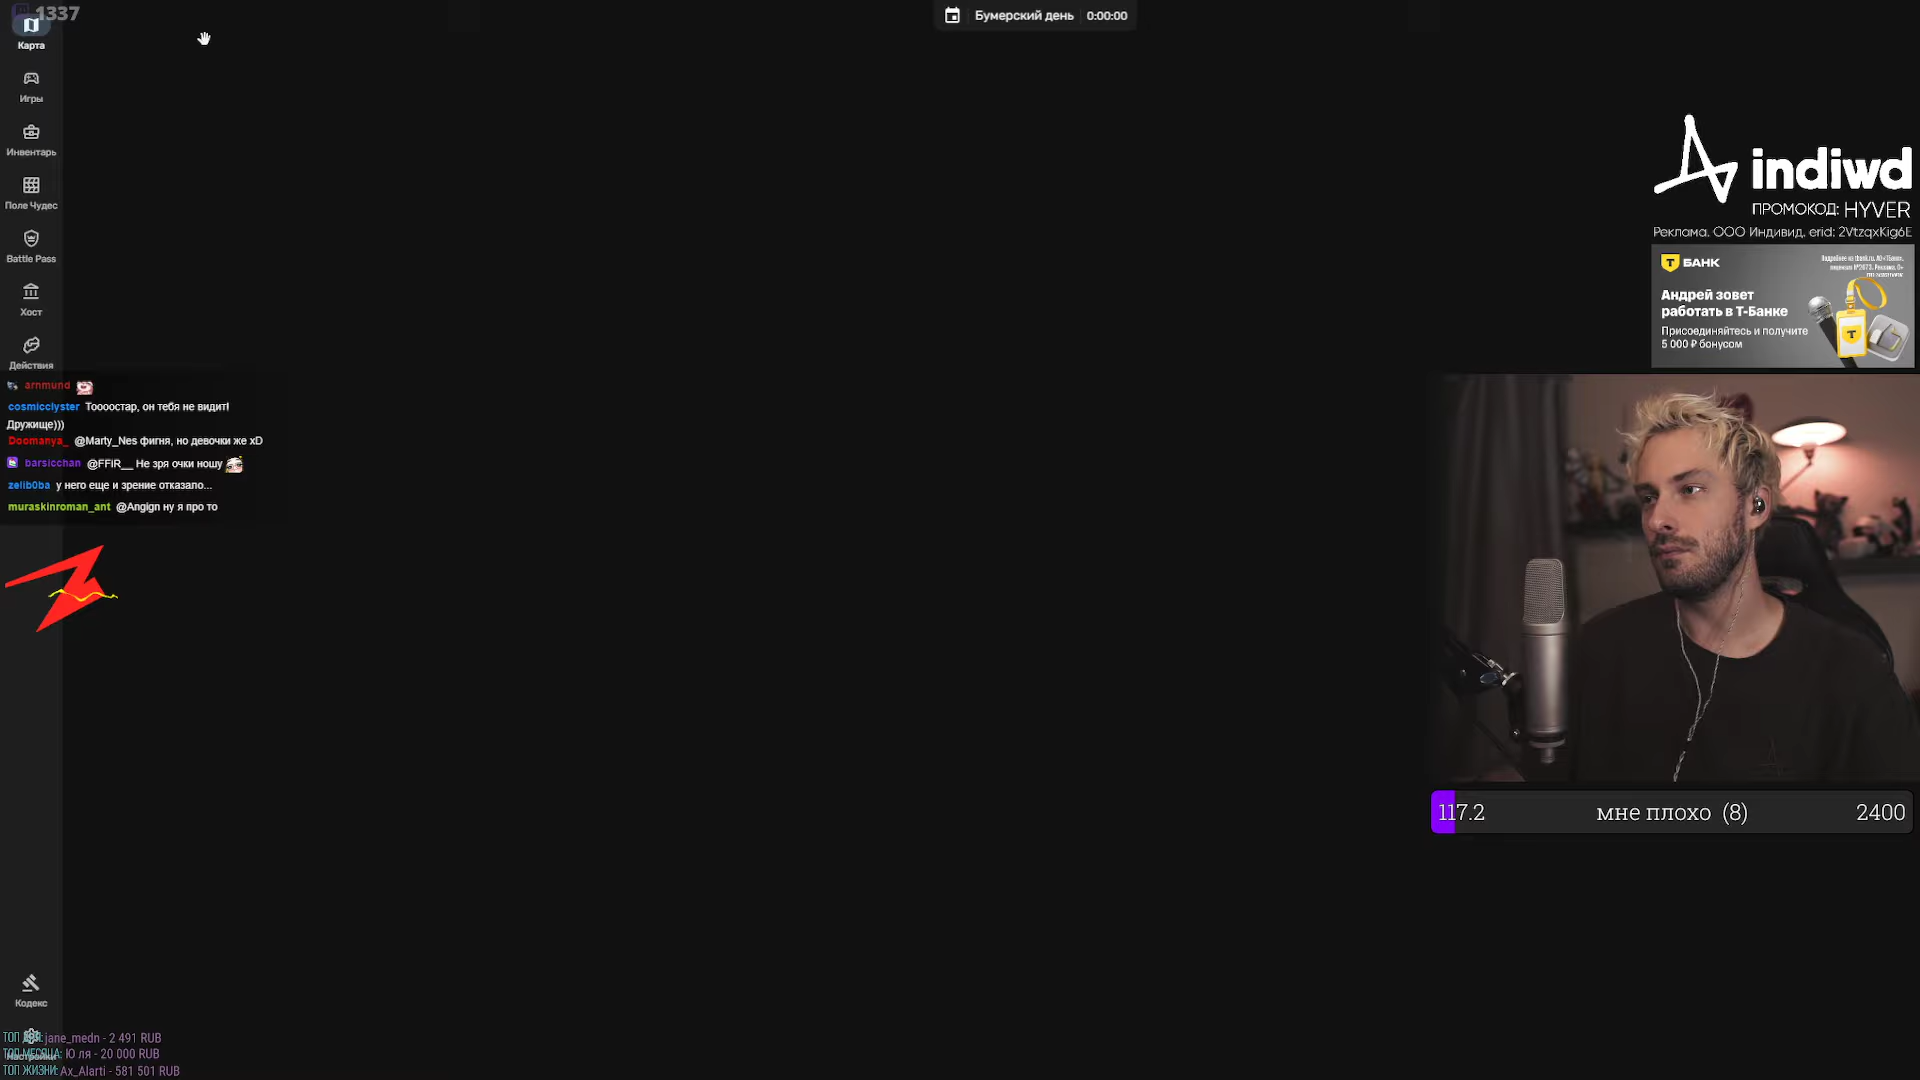 1337
Карта
Бумерский день 0:00:00
Игры
Инвентарь
Поле Чудес
Battle Pass
Хост
Действия
arnmund
cosmicclyster Тоооостар, он тебя не видит!
Дружище)))
Doomanya_ @Marty_Nes фигня, но девочки же xD
barsicchan @FFiR__ Не зря очки ношу
zelib0ba у него еще и зрение отказало...
muraskinroman_ant @Angign ну я про то
indiwd
ПРОМОКОД: HYVER
Реклама. ООО Индивид. erid: 2VtzqxKig6E
Т БАНК
Андрей зовет
работать в Т-Банке
Присоединяйтесь и получите
5 000 ₽ бонусом
117.2 мне плохо (8) 2400
Кодекс
Настройки
ТОП ДНЯ: jane_medn - 2 491 RUB
ТОП МЕСЯЦА: Ю ля - 20 000 RUB
ТОП ЖИЗНИ: Ax_Alarti - 581 501 RUB